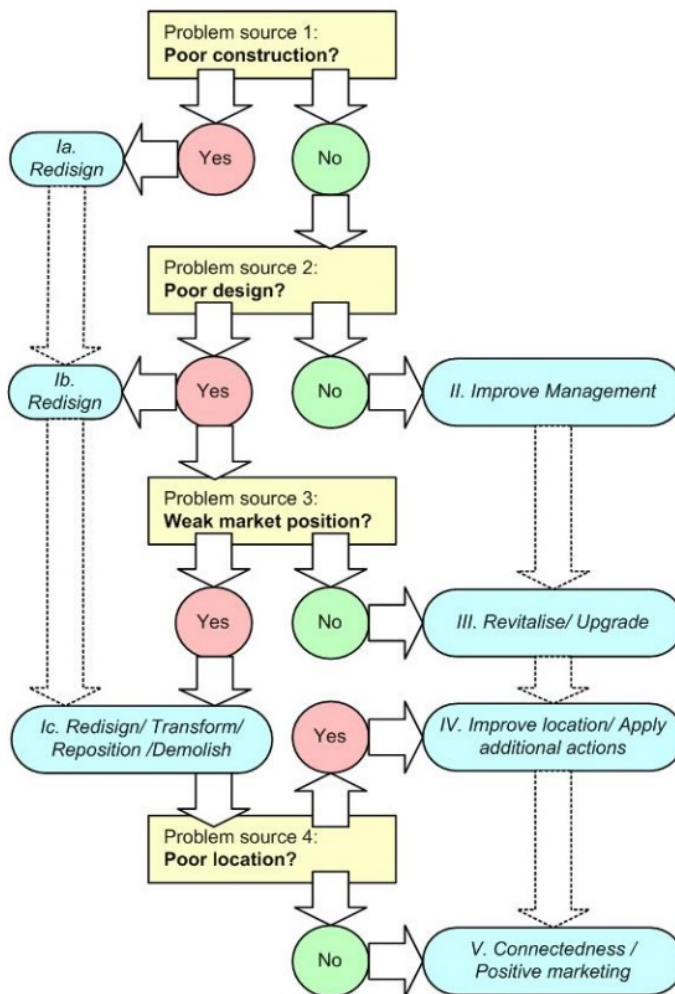 Problem source 1:
Poor construction?
Ia.
Redisign
Yes
No
Problem source 2:
Poor design?
Ib.
Redisign
Yes
No
II. Improve Management
Problem source 3:
Weak market position?
Yes
No
III. Revitalise/ Upgrade
Ic. Redisign/ Transform/
Reposition /Demolish
Yes
IV. Improve location/ Apply
additional actions
Problem source 4:
Poor location?
No
V. Connectedness /
Positive marketing